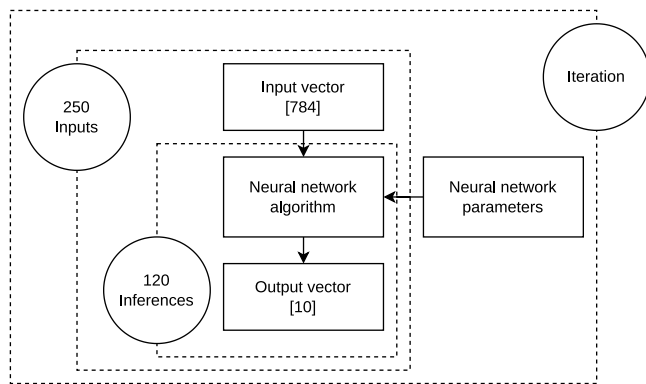 Iteration
250
Inputs
Input vector
[784]
Neural network
algorithm
Neural network
parameters
120
Inferences
Output vector
[10]